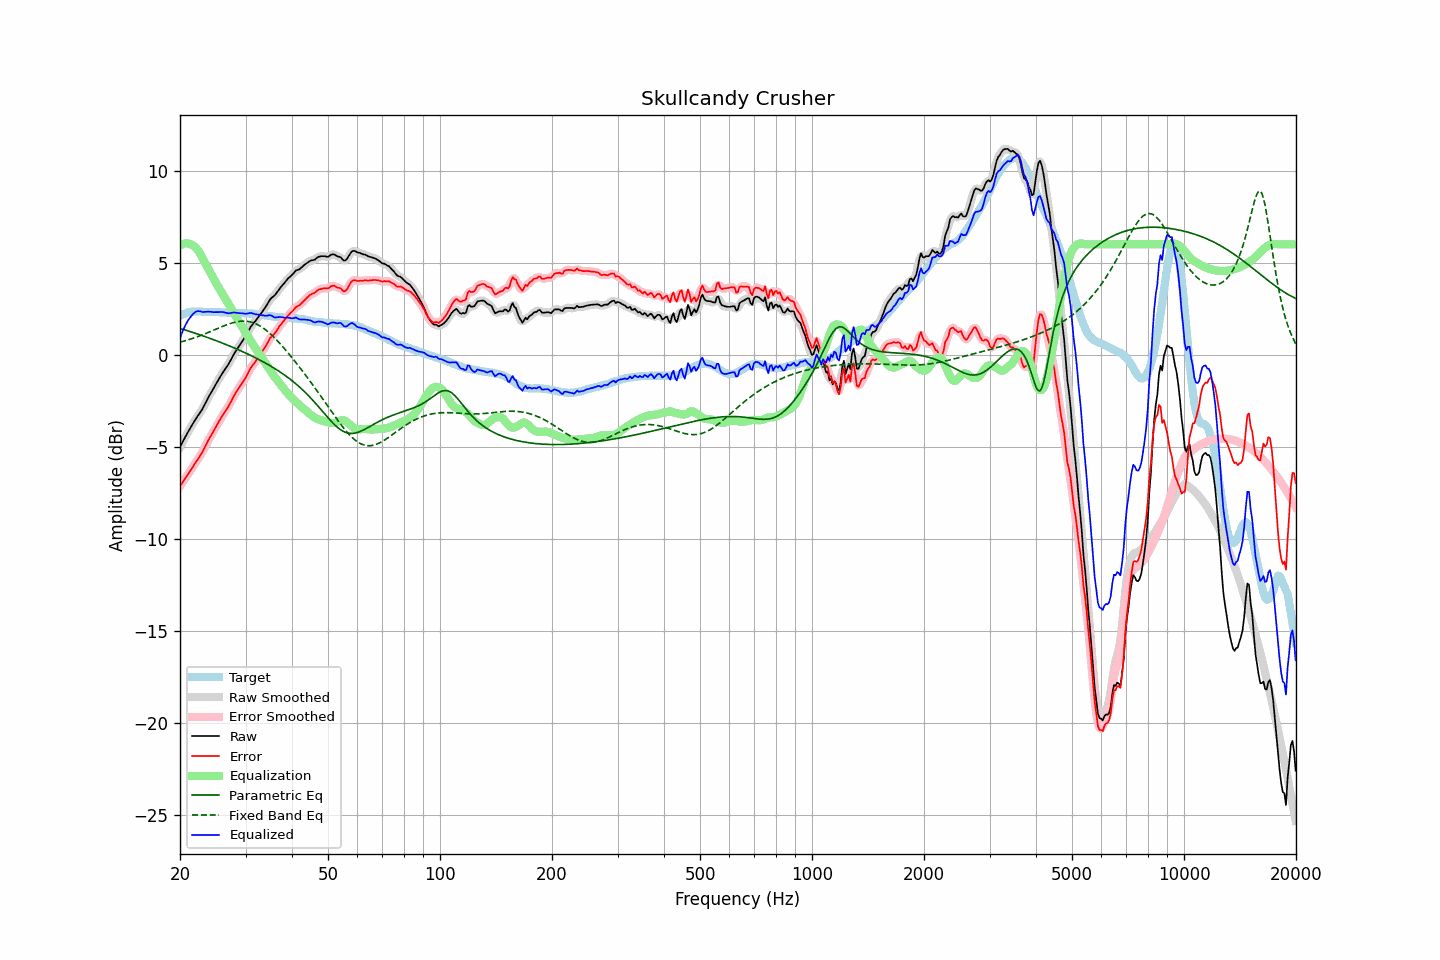 Skullcandy Crusher
10
5
0
−5
−10
−15
−20
−25
Amplitude (dBr)
Target
Raw Smoothed
Error Smoothed
Raw
Error
Equalization
Parametric Eq
Fixed Band Eq
Equalized
20 50 100 200 500 1000 2000 5000 10000 20000
Frequency (Hz)